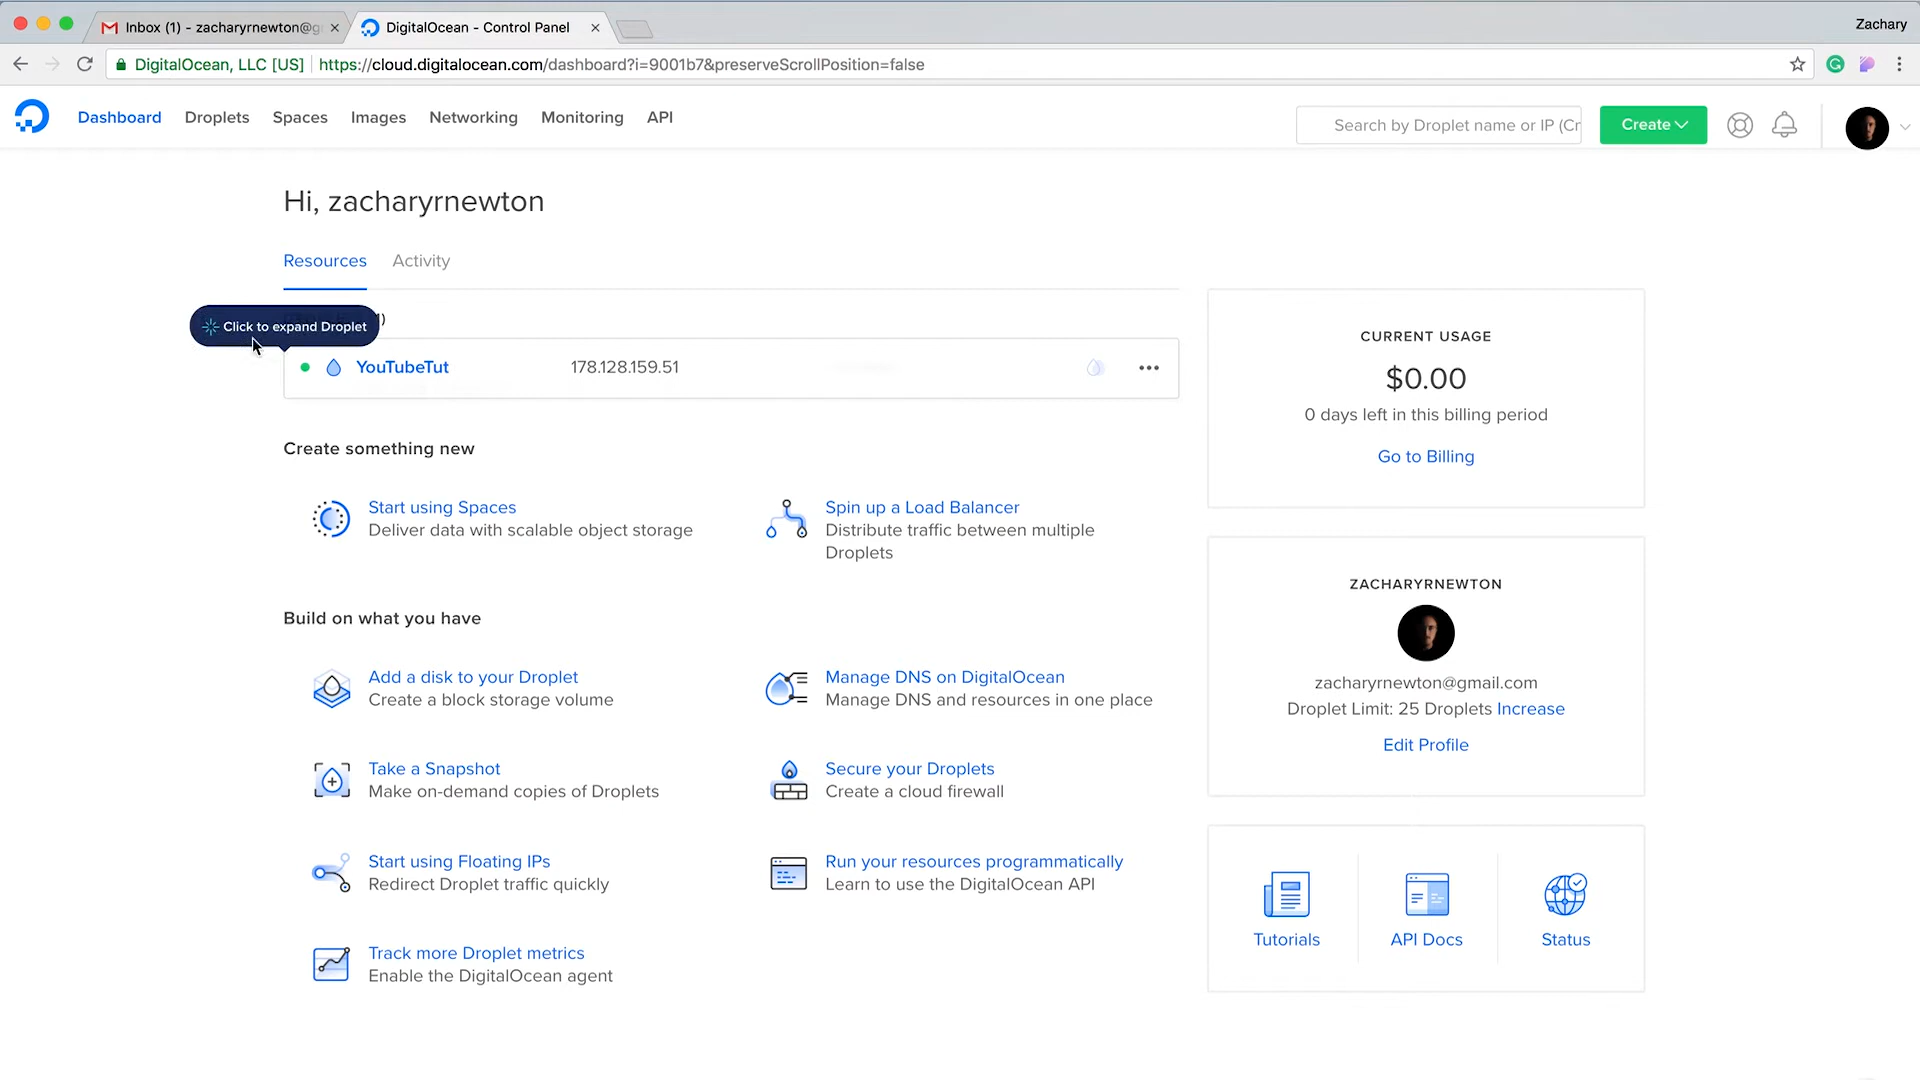 Inbox (1) - zacharyrnewton@g
DigitalOcean - Control Panel
Zachary
DigitalOcean, LLC [US]
https://cloud.digitalocean.com/dashboard?i=9001b7&preserveScrollPosition=false
Dashboard
Droplets
Spaces
Images
Networking
Monitoring
API
Search by Droplet name or IP (Cr
Create
Hi, zacharyrnewton
Resources
Activity
Click to expand Droplet
YouTubeTut
178.128.159.51
Create something new
Start using Spaces
Deliver data with scalable object storage
Spin up a Load Balancer
Distribute traffic between multiple
Droplets
Build on what you have
Add a disk to your Droplet
Create a block storage volume
Manage DNS on DigitalOcean
Manage DNS and resources in one place
Take a Snapshot
Make on-demand copies of Droplets
Secure your Droplets
Create a cloud firewall
Start using Floating IPs
Redirect Droplet traffic quickly
Run your resources programmatically
Learn to use the DigitalOcean API
Track more Droplet metrics
Enable the DigitalOcean agent
CURRENT USAGE
$0.00
0 days left in this billing period
Go to Billing
ZACHARYRNEWTON
zacharyrnewton@gmail.com
Droplet Limit: 25 Droplets Increase
Edit Profile
Tutorials
API Docs
Status